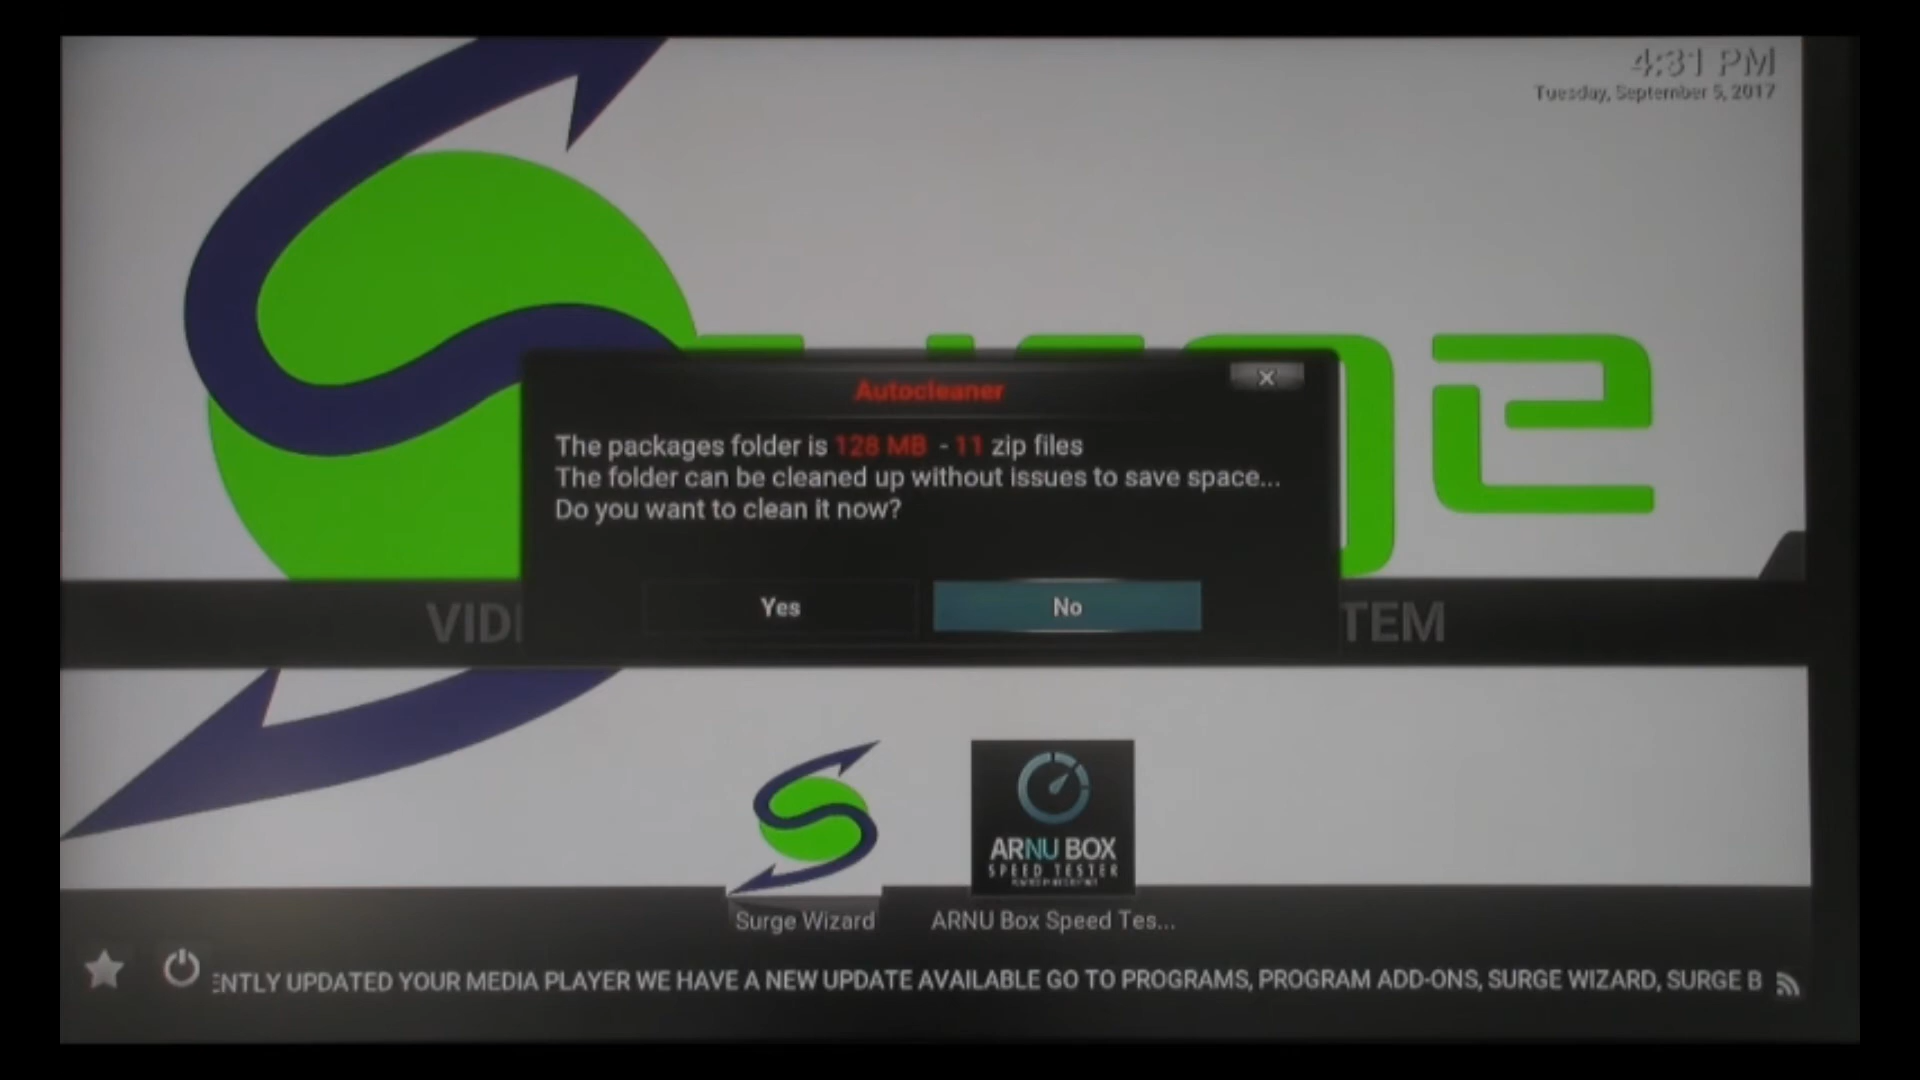 4:31 PM
Tuesday, September 5, 2017
Autocleaner
The packages folder is 128 MB - 11 zip files
The folder can be cleaned up without issues to save space...
Do you want to clean it now?
Yes
No
VID
TEM
ARNU BOX
SPEED TESTER
Surge Wizard
ARNU Box Speed Tes...
ENTLY UPDATED YOUR MEDIA PLAYER WE HAVE A NEW UPDATE AVAILABLE GO TO PROGRAMS, PROGRAM ADD-ONS, SURGE WIZARD, SURGE B